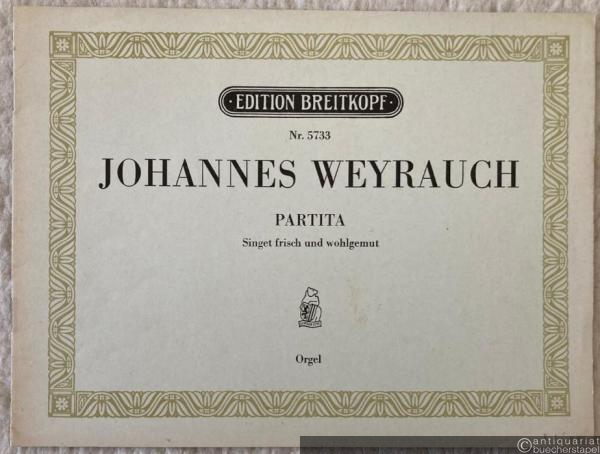 ·EDITION BREITKOPF·
Nr. 5733
JOHANNES WEYRAUCH
PARTITA
Singet frisch und wohlgemut
Orgel
antiquariat
buecherstapel